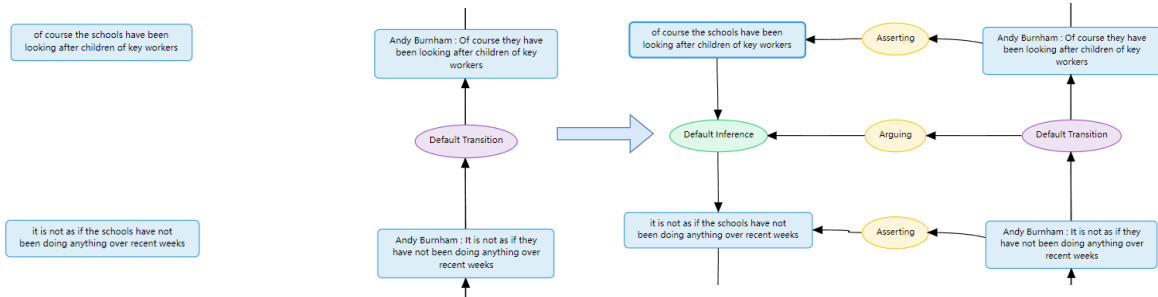 of course the schools have been
looking after children of key workers
Andy Burnham : Of course they have
been looking after children of key
workers
Default Transition
it is not as if the schools have not
been doing anything over recent weeks
Andy Burnham : It is not as if they
have not been doing anything over
recent weeks
of course the schools have been
looking after children of key workers
Asserting
Andy Burnham : Of course they have
been looking after children of key
workers
Default Inference
Arguing
Default Transition
it is not as if the schools have not
been doing anything over recent weeks
Asserting
Andy Burnham : It is not as if they
have not been doing anything over
recent weeks